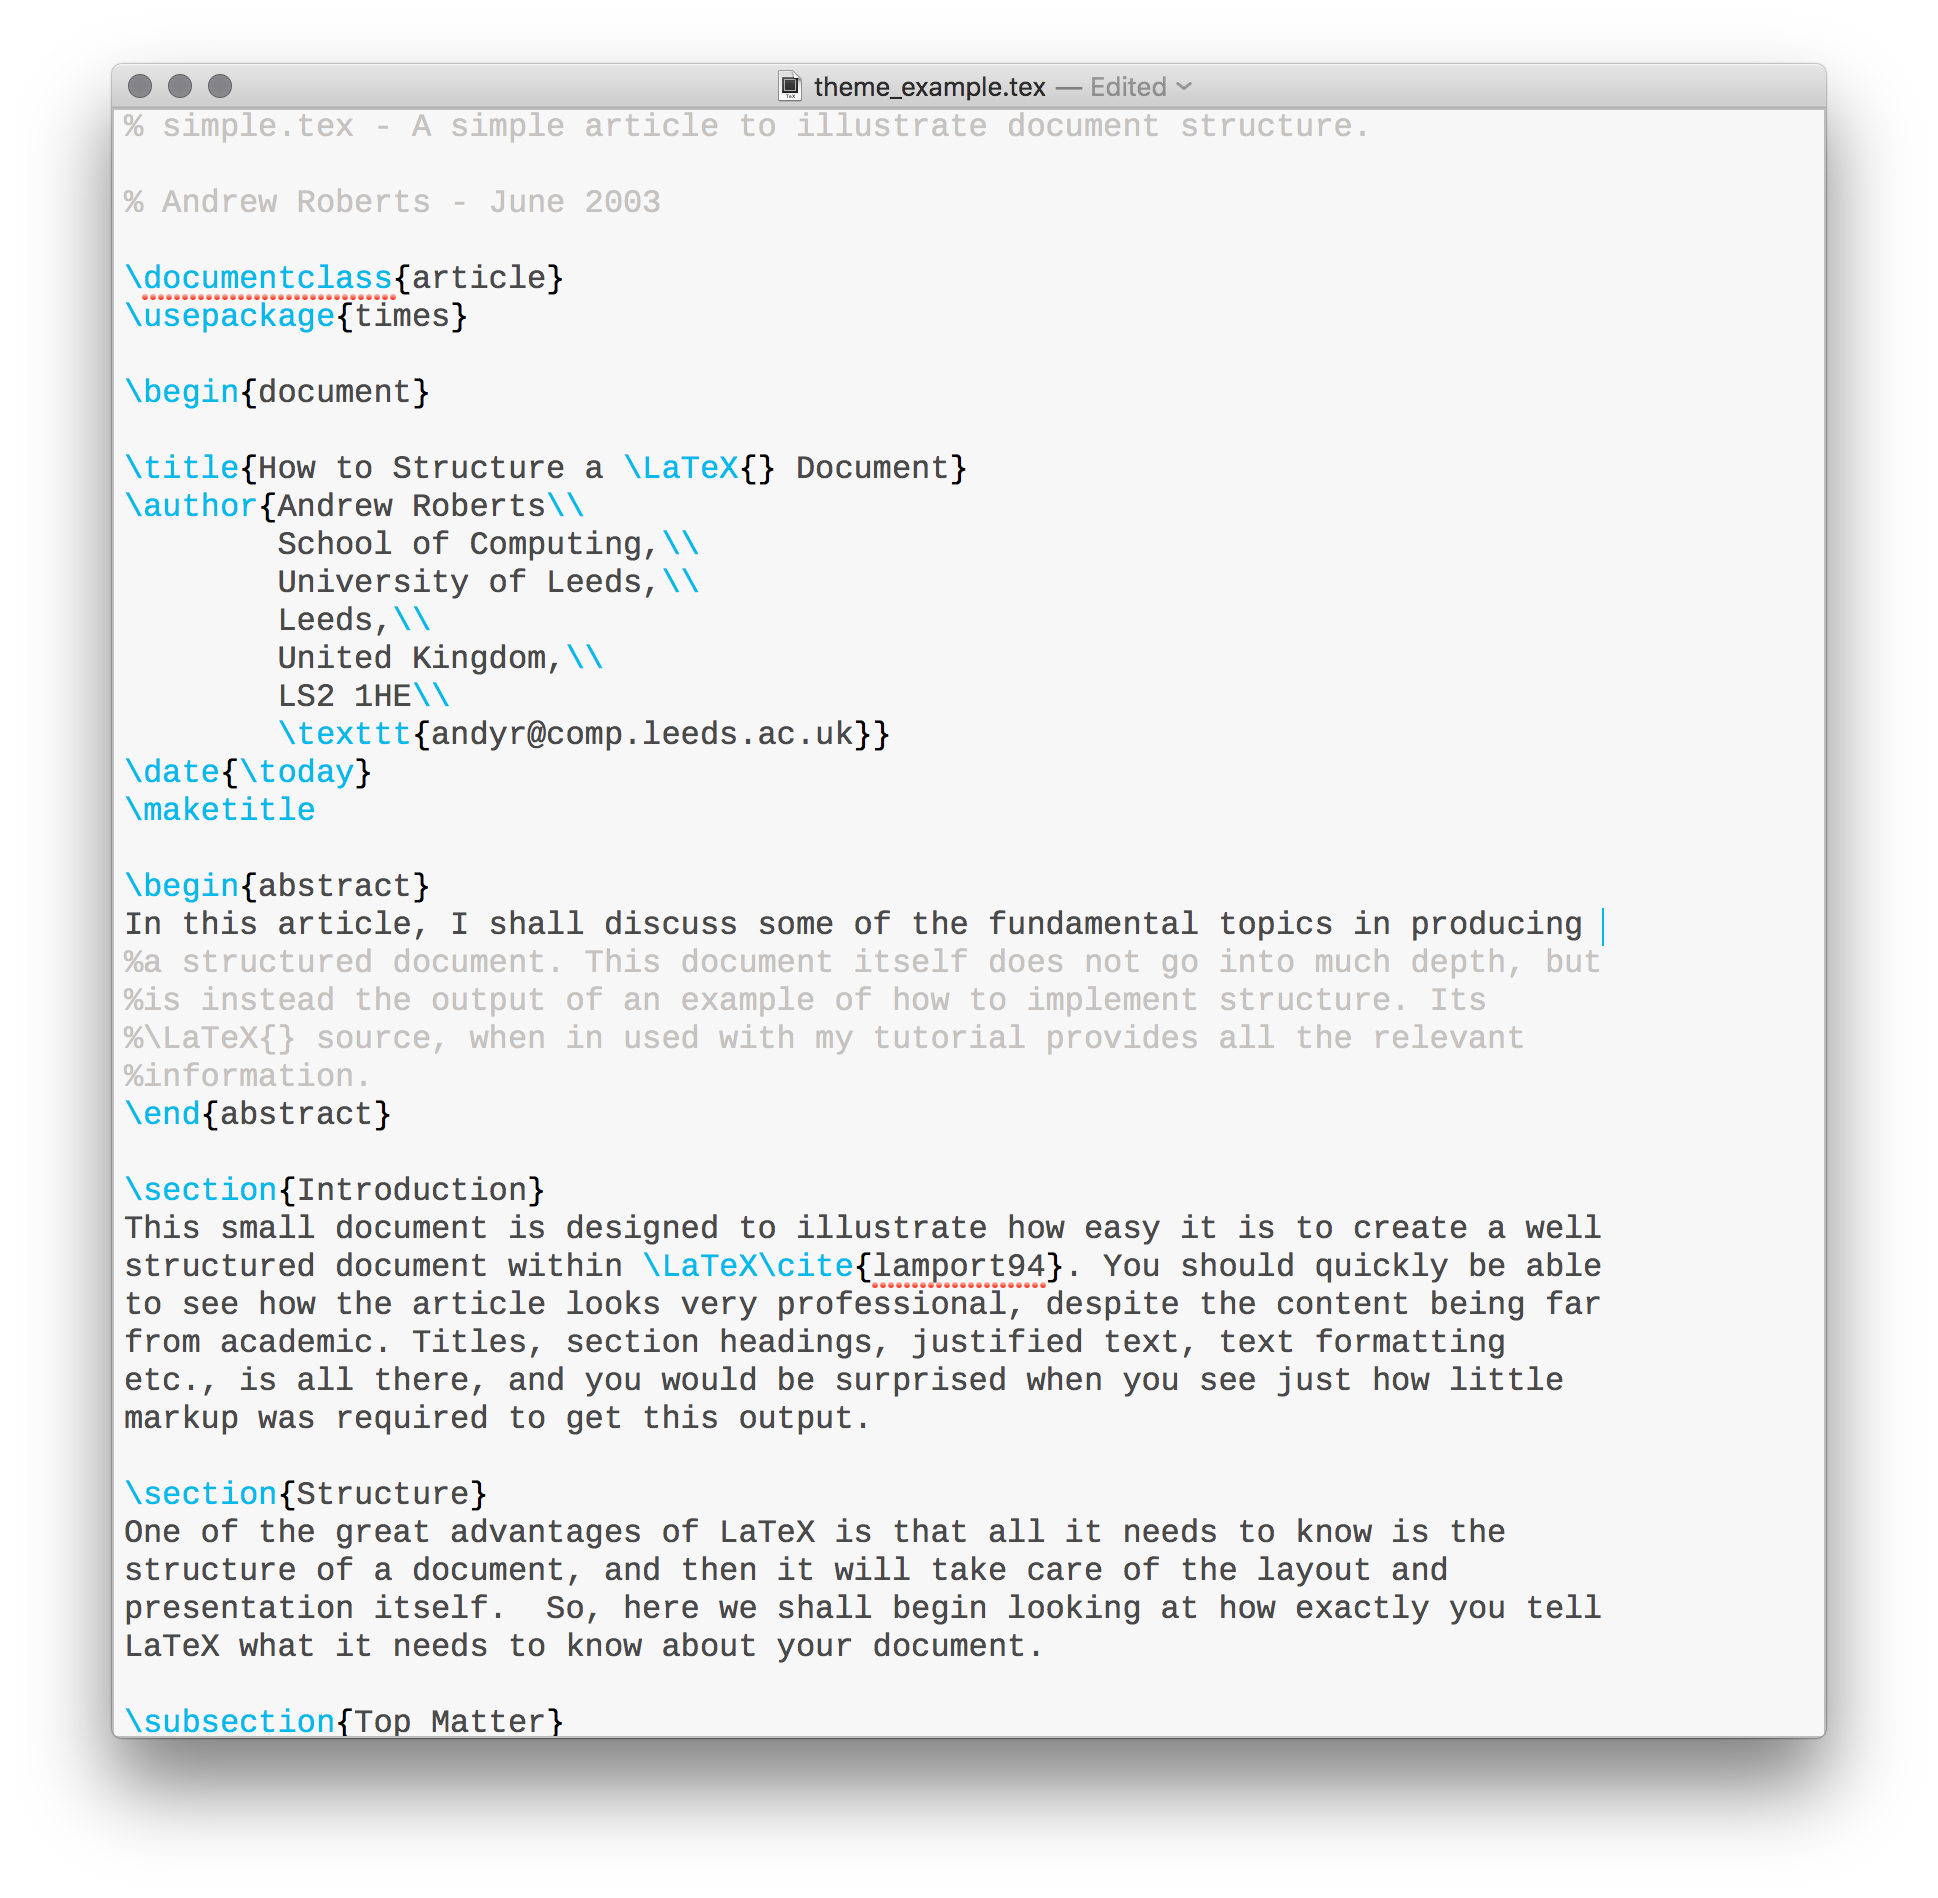 theme_example.tex — Edited
% simple.tex - A simple article to illustrate document structure.
% Andrew Roberts - June 2003
\documentclass{article}
\usepackage{times}
\begin{document}
\title{How to Structure a \LaTeX{} Document}
\author{Andrew Roberts\\
        School of Computing,\\
        University of Leeds,\\
        Leeds,\\
        United Kingdom,\\
        LS2 1HE\\
        \texttt{andyr@comp.leeds.ac.uk}}
\date{\today}
\maketitle
\begin{abstract}
In this article, I shall discuss some of the fundamental topics in producing
%a structured document. This document itself does not go into much depth, but
%is instead the output of an example of how to implement structure. Its
%\LaTeX{} source, when in used with my tutorial provides all the relevant
%information.
\end{abstract}
\section{Introduction}
This small document is designed to illustrate how easy it is to create a well
structured document within \LaTeX\cite{lamport94}. You should quickly be able
to see how the article looks very professional, despite the content being far
from academic. Titles, section headings, justified text, text formatting
etc., is all there, and you would be surprised when you see just how little
markup was required to get this output.
\section{Structure}
One of the great advantages of LaTeX is that all it needs to know is the
structure of a document, and then it will take care of the layout and
presentation itself.  So, here we shall begin looking at how exactly you tell
LaTeX what it needs to know about your document.
\subsection{Top Matter}